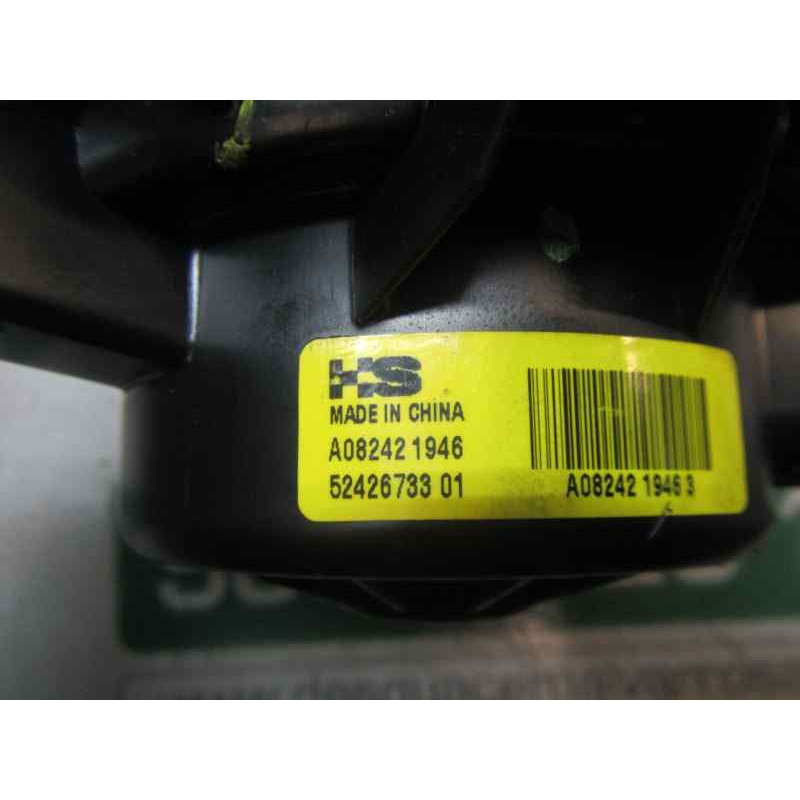 HS
MADE IN CHINA
A08242 1946
52426733 01
A08242 1946 3